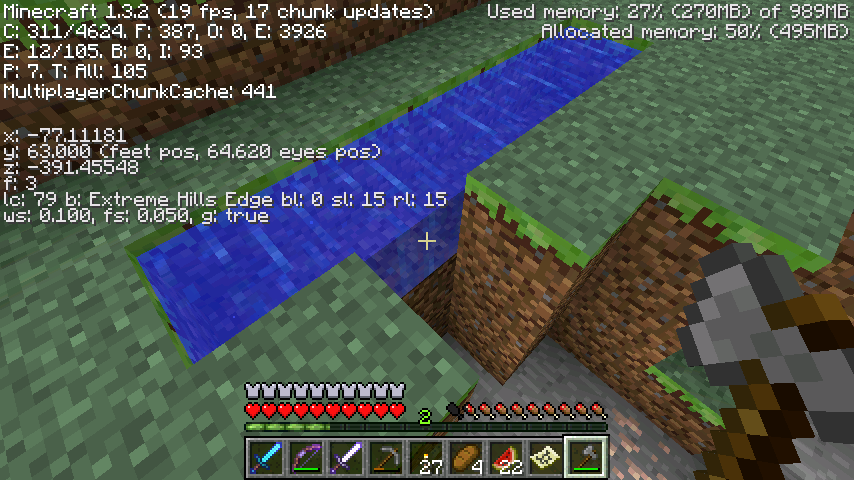 Minecraft 1.3.2 (19 fps, 17 chunk updates)
C: 311/4624. F: 387, O: 0, E: 3926
E: 12/105. B: 0, I: 93
P: 7. T: All: 105
MultiplayerChunkCache: 441
Used memory: 27% (270MB) of 989MB
Allocated memory: 50% (495MB)
x: -77.11181
y: 63.000 (feet pos, 64.620 eyes pos)
z: -391.45548
f: 3
lc: 79 b: Extreme Hills Edge bl: 0 sl: 15 rl: 15
ws: 0.100, fs: 0.050, g: true
2
27
4
22